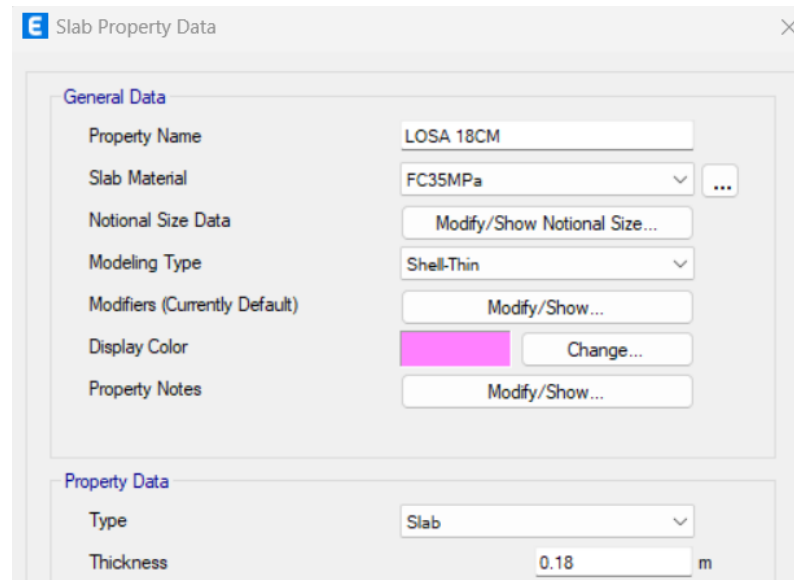 E Slab Property Data
General Data
Property Name LOSA 18CM
Slab Material FC35MPa ...
Notional Size Data Modify/Show Notional Size...
Modeling Type Shell-Thin
Modifiers (Currently Default) Modify/Show...
Display Color Change...
Property Notes Modify/Show...
Property Data
Type Slab
Thickness 0.18 m